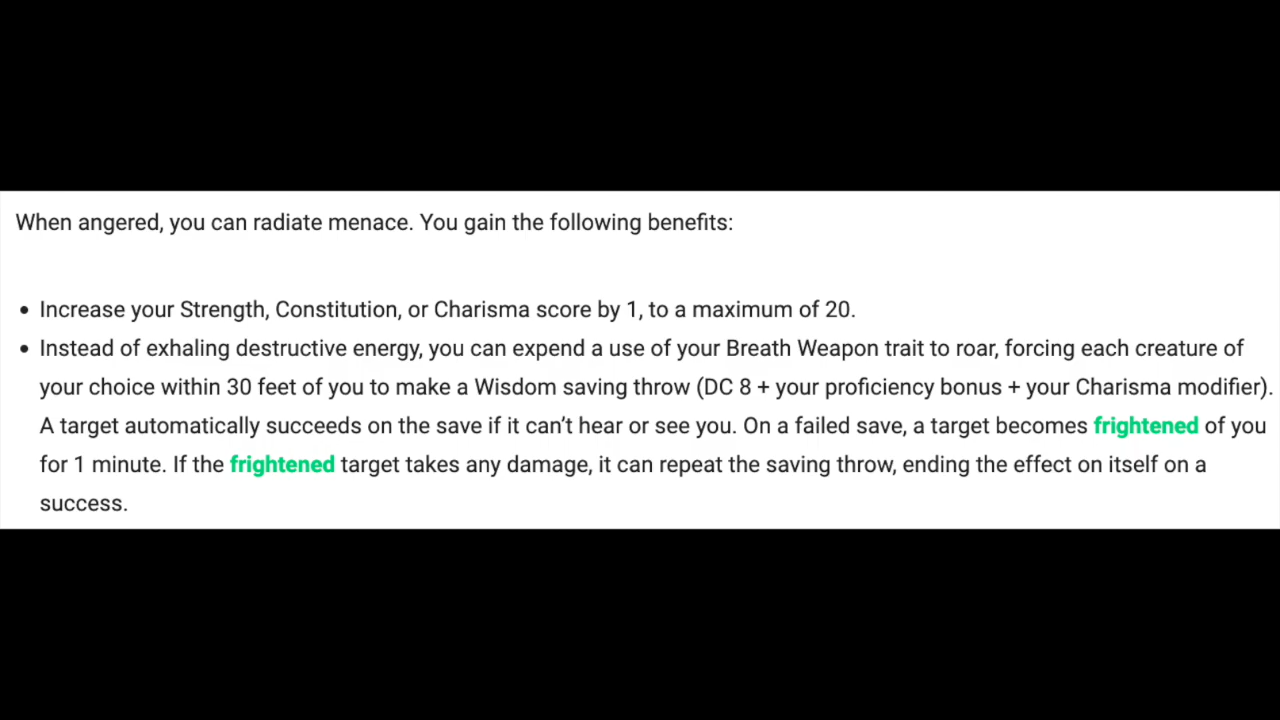 When angered, you can radiate menace. You gain the following benefits:
• Increase your Strength, Constitution, or Charisma score by 1, to a maximum of 20.
• Instead of exhaling destructive energy, you can expend a use of your Breath Weapon trait to roar, forcing each creature of
your choice within 30 feet of you to make a Wisdom saving throw (DC 8 + your proficiency bonus + your Charisma modifier).
A target automatically succeeds on the save if it can’t hear or see you. On a failed save, a target becomes frightened of you
for 1 minute. If the frightened target takes any damage, it can repeat the saving throw, ending the effect on itself on a
success.